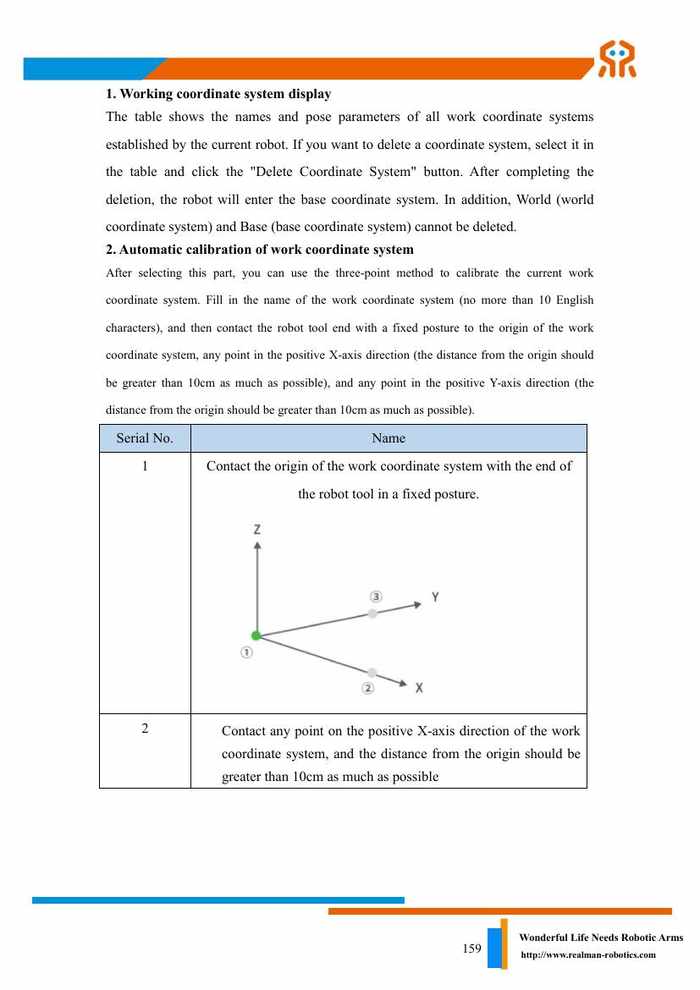 1. Working coordinate system display
The table shows the names and pose parameters of all work coordinate systems
established by the current robot. If you want to delete a coordinate system, select it in
the table and click the "Delete Coordinate System" button. After completing the
deletion, the robot will enter the base coordinate system. In addition, World (world
coordinate system) and Base (base coordinate system) cannot be deleted.
2. Automatic calibration of work coordinate system
After selecting this part, you can use the three-point method to calibrate the current work
coordinate system. Fill in the name of the work coordinate system (no more than 10 English
characters), and then contact the robot tool end with a fixed posture to the origin of the work
coordinate system, any point in the positive X-axis direction (the distance from the origin should
be greater than 10cm as much as possible), and any point in the positive Y-axis direction (the
distance from the origin should be greater than 10cm as much as possible).
Serial No. Name
1 Contact the origin of the work coordinate system with the end of
the robot tool in a fixed posture.
Z
③ Y
①
② X
2 Contact any point on the positive X-axis direction of the work
coordinate system, and the distance from the origin should be
greater than 10cm as much as possible
159
Wonderful Life Needs Robotic Arms
http://www.realman-robotics.com